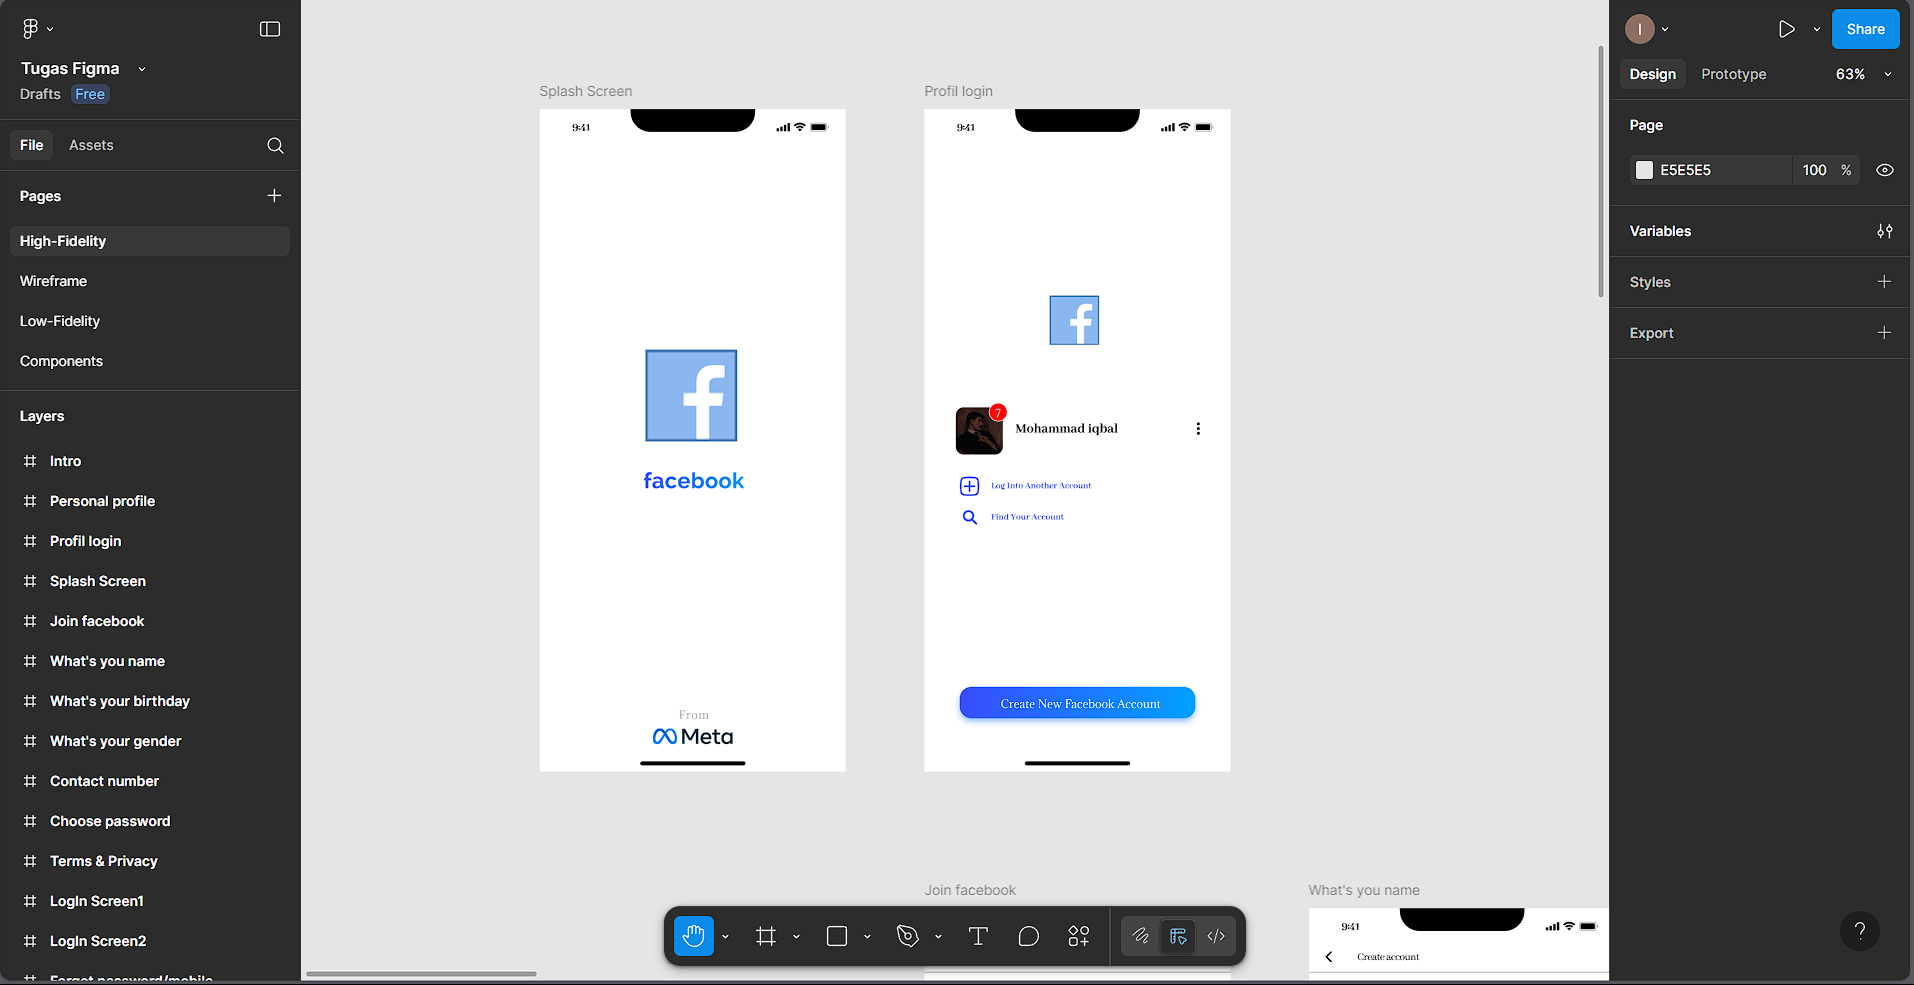 Tugas Figma
Drafts Free
File Assets
Pages
High-Fidelity
Wireframe
Low-Fidelity
Components
Layers
Intro
Personal profile
Profil login
Splash Screen
Join facebook
What's you name
What's your birthday
What's your gender
Contact number
Choose password
Terms & Privacy
LogIn Screen1
LogIn Screen2
Forgot password/mobile
Splash Screen
9:41
f
facebook
From
Meta
Profil login
9:41
f
7
Mohammad iqbal
Log Into Another Account
Find Your Account
Create New Facebook Account
Join facebook
What's you name
9:41
Create account
I
Share
Design Prototype 63%
Page
E5E5E5 100 %
Variables
Styles
Export
?